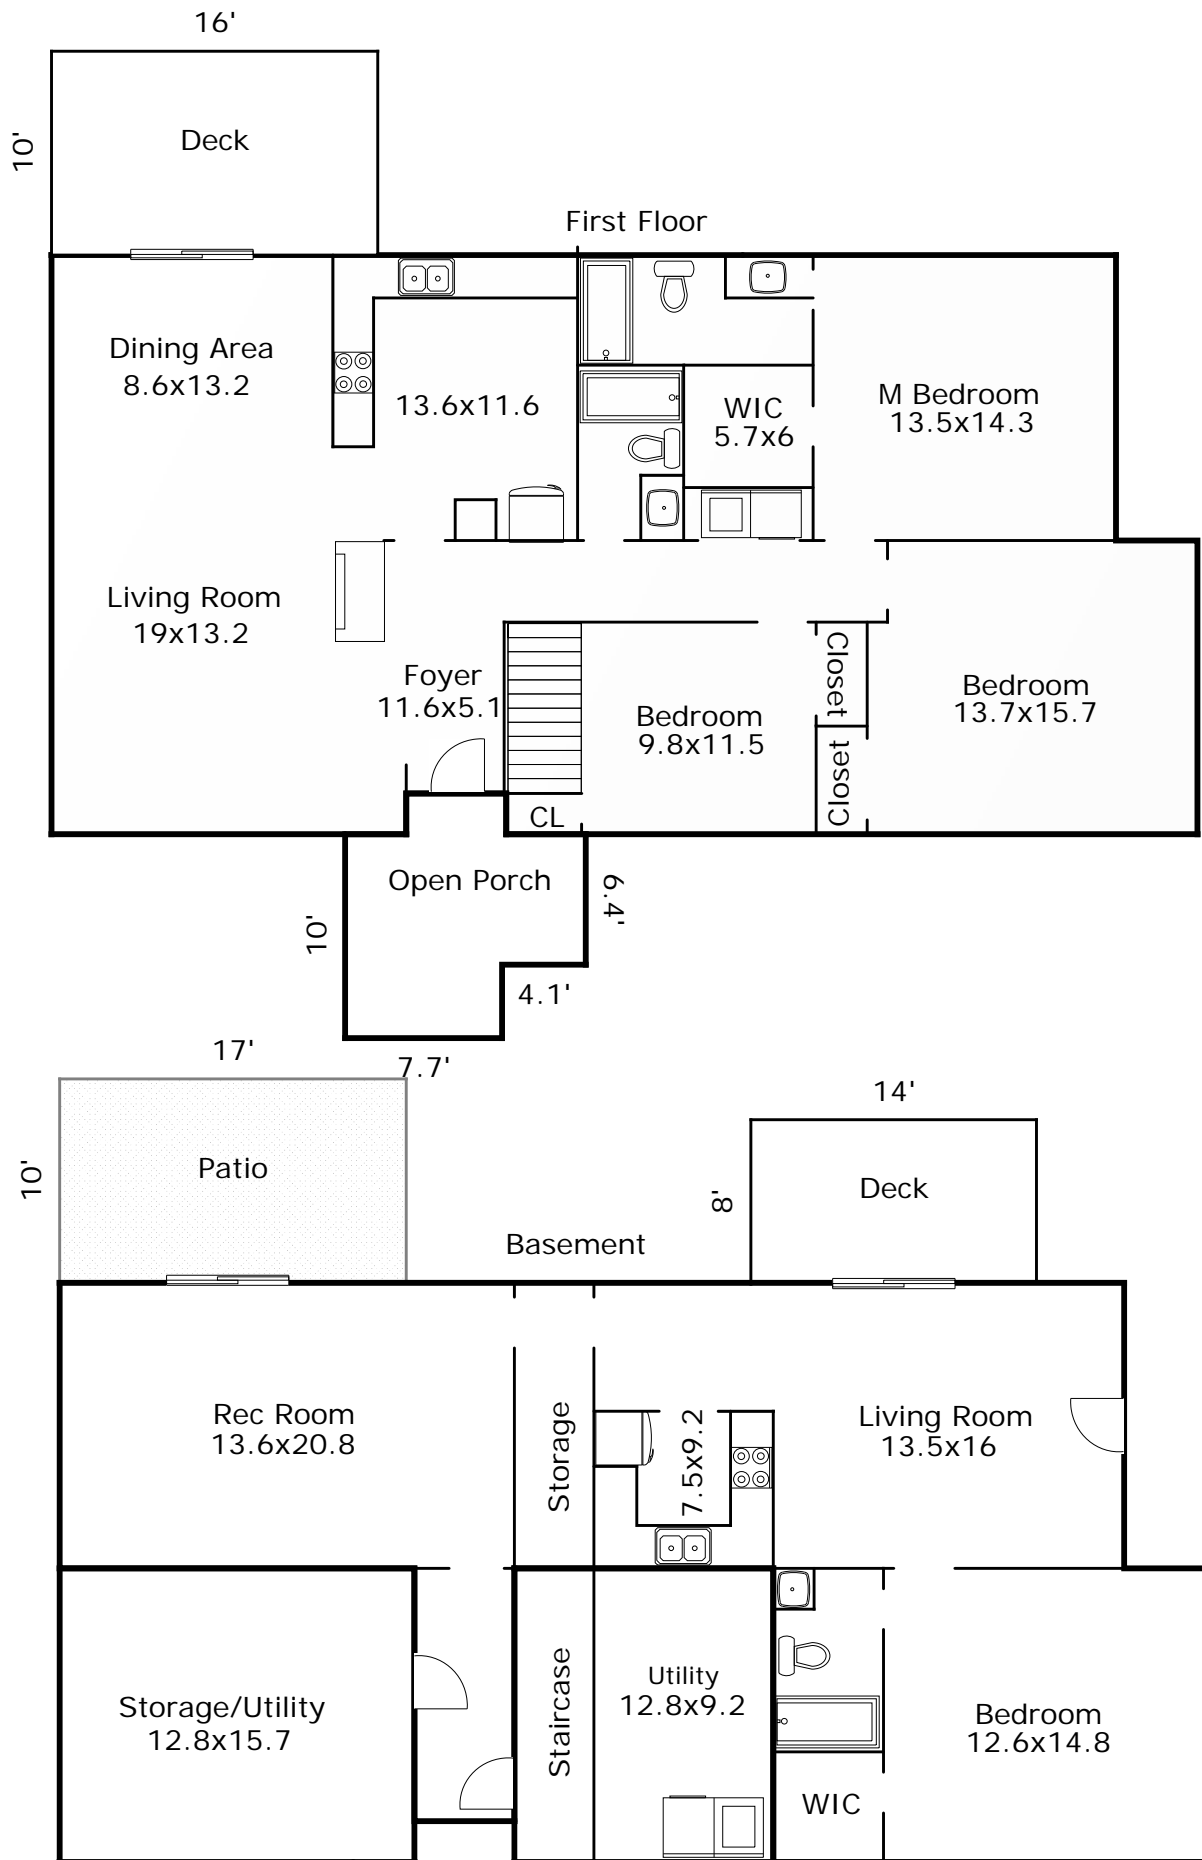 16'
10'
Deck
First Floor
Dining Area
8.6x13.2
13.6x11.6
WIC
5.7x6
M Bedroom
13.5x14.3
Living Room
19x13.2
Foyer
11.6x5.1
Bedroom
9.8x11.5
Closet
Closet
Bedroom
13.7x15.7
CL
Open Porch
10'
6.4'
4.1'
7.7'
17'
10'
Patio
14'
8'
Deck
Basement
Rec Room
13.6x20.8
Storage
7.5x9.2
Living Room
13.5x16
Storage/Utility
12.8x15.7
Staircase
Utility
12.8x9.2
WIC
Bedroom
12.6x14.8